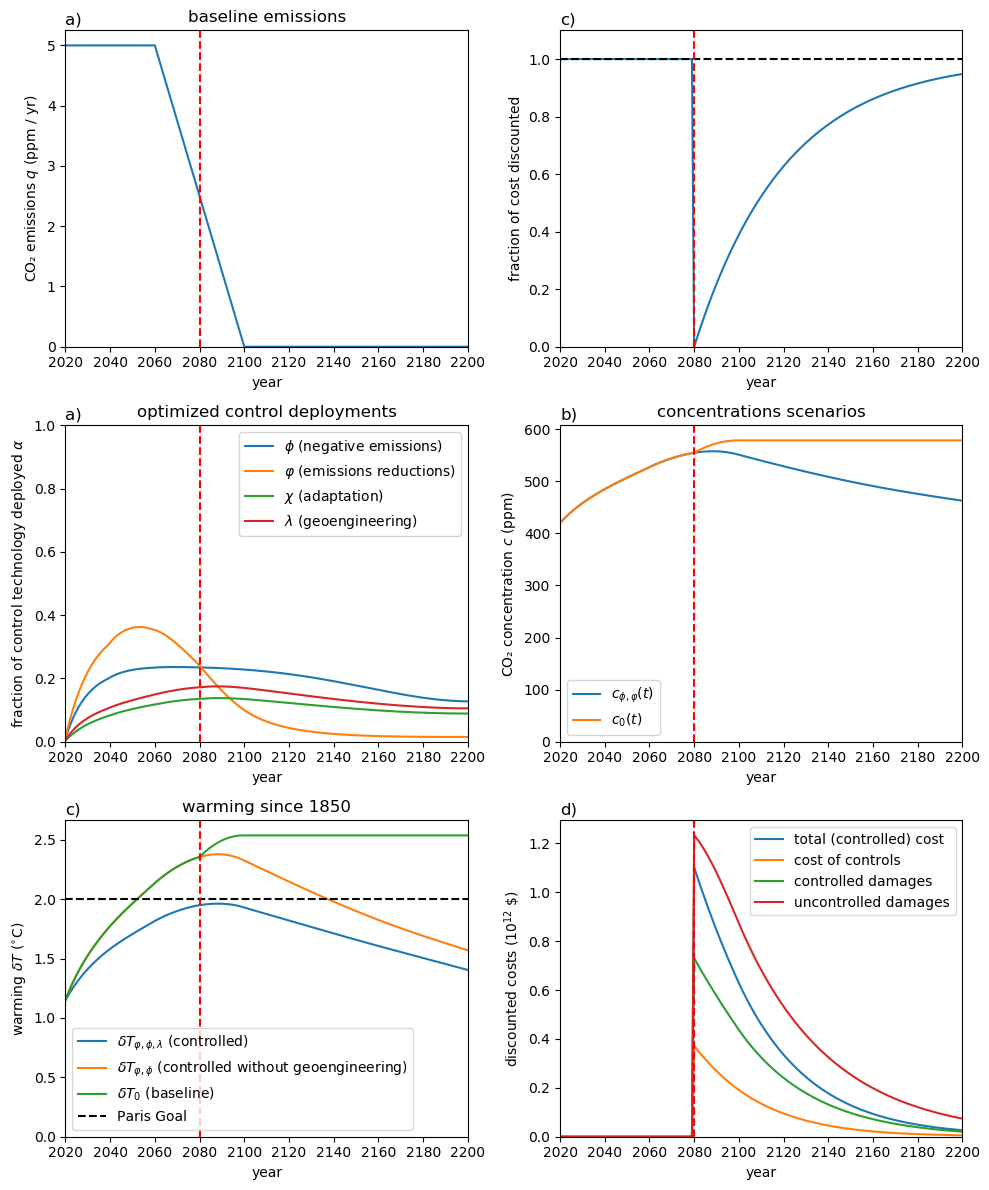 a)
baseline emissions
5
4
3
2
1
0
CO₂ emissions q (ppm / yr)
2020 2040 2060 2080 2100 2120 2140 2160 2180 2200
year
c)
1.0
0.8
0.6
0.4
0.2
0.0
fraction of cost discounted
2020 2040 2060 2080 2100 2120 2140 2160 2180 2200
year
a)
optimized control deployments
1.0
0.8
0.6
0.4
0.2
0.0
fraction of control technology deployed α
ϕ (negative emissions)
φ (emissions reductions)
χ (adaptation)
λ (geoengineering)
2020 2040 2060 2080 2100 2120 2140 2160 2180 2200
year
b)
concentrations scenarios
600
500
400
300
200
100
0
CO₂ concentration c (ppm)
c_{ϕ,φ}(t)
c₀(t)
2020 2040 2060 2080 2100 2120 2140 2160 2180 2200
year
c)
warming since 1850
2.5
2.0
1.5
1.0
0.5
0.0
warming δT (˚C)
δT_{φ,ϕ,λ} (controlled)
δT_{φ,ϕ} (controlled without geoengineering)
δT₀ (baseline)
Paris Goal
2020 2040 2060 2080 2100 2120 2140 2160 2180 2200
year
d)
1.2
1.0
0.8
0.6
0.4
0.2
0.0
discounted costs (10¹² $)
total (controlled) cost
cost of controls
controlled damages
uncontrolled damages
2020 2040 2060 2080 2100 2120 2140 2160 2180 2200
year